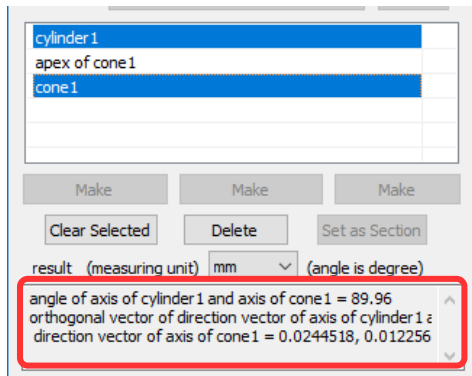 cylinder1
apex of cone1
cone1
Make Make Make
Clear Selected Delete Set as Section
result (measuring unit) mm (angle is degree)
angle of axis of cylinder1 and axis of cone1 = 89.96
orthogonal vector of direction vector of axis of cylinder1 a
direction vector of axis of cone1 = 0.0244518, 0.012256